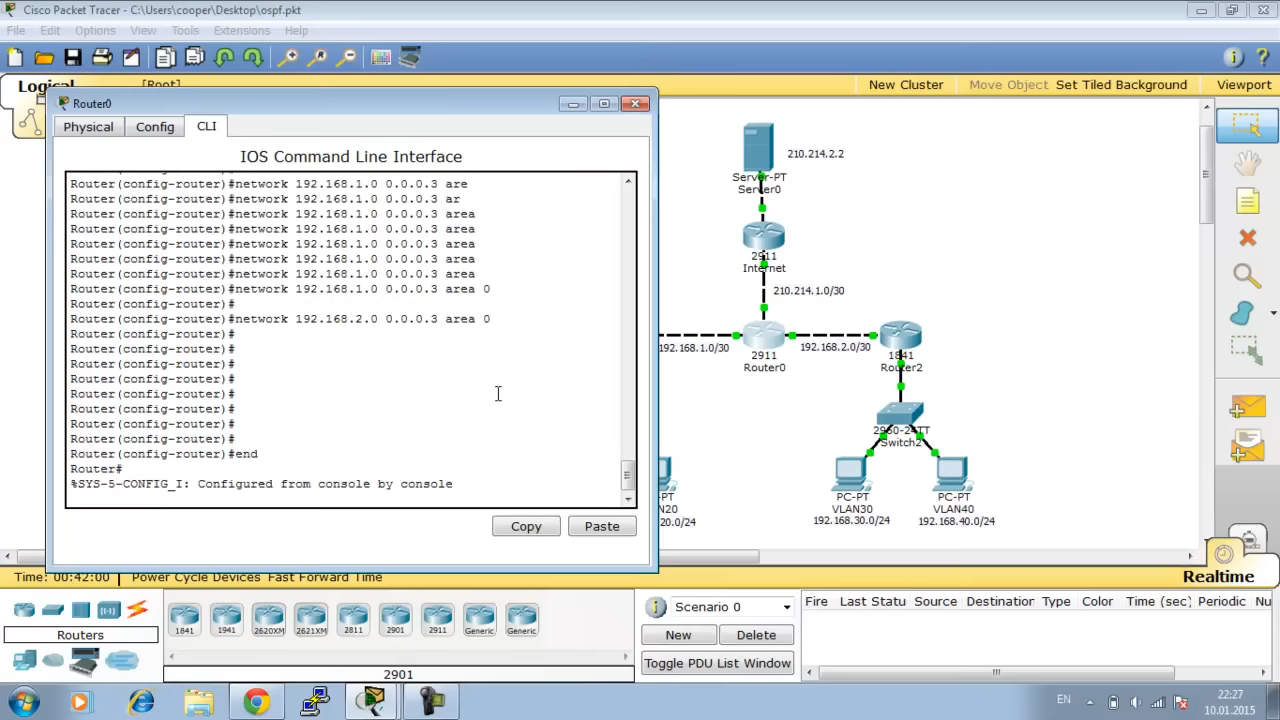 Cisco Packet Tracer - C:\Users\cooper\Desktop\ospf.pkt
File Edit Options View Tools Extensions Help
Logical [Root] New Cluster Move Object Set Tiled Background Viewport
Router0
Physical Config CLI
IOS Command Line Interface
Router(config-router)#network 192.168.1.0 0.0.0.3 are
Router(config-router)#network 192.168.1.0 0.0.0.3 ar
Router(config-router)#network 192.168.1.0 0.0.0.3 area
Router(config-router)#network 192.168.1.0 0.0.0.3 area
Router(config-router)#network 192.168.1.0 0.0.0.3 area
Router(config-router)#network 192.168.1.0 0.0.0.3 area
Router(config-router)#network 192.168.1.0 0.0.0.3 area
Router(config-router)#network 192.168.1.0 0.0.0.3 area 0
Router(config-router)#
Router(config-router)#network 192.168.2.0 0.0.0.3 area 0
Router(config-router)#
Router(config-router)#
Router(config-router)#
Router(config-router)#
Router(config-router)#
Router(config-router)#
Router(config-router)#
Router(config-router)#
Router(config-router)#end
Router#
%SYS-5-CONFIG_I: Configured from console by console
Copy Paste
210.214.2.2
Server-PT
Server0
2911
Internet
210.214.1.0/30
192.168.1.0/30
2911
Router0
192.168.2.0/30
1841
Router2
2950-24TT
Switch2
PC-PT
VLAN30
192.168.30.0/24
PC-PT
VLAN40
192.168.40.0/24
-PT
AN20
20.0/24
Time: 00:42:00 Power Cycle Devices Fast Forward Time Realtime
Routers
1841 1941 2620XM 2621XM 2811 2901 2911 Generic Generic
2901
Scenario 0
New Delete
Toggle PDU List Window
Fire Last Statu Source Destination Type Color Time (sec) Periodic Nu
EN 22:27
10.01.2015